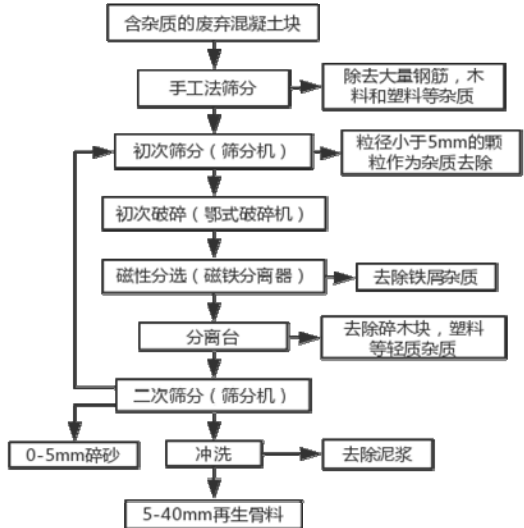 含杂质的废弃混凝土块
手工法筛分
除去大量钢筋，木
料和塑料等杂质
初次筛分（筛分机）
粒径小于5mm的颗
粒作为杂质去除
初次破碎（鄂式破碎机）
磁性分选（磁铁分离器）
去除铁屑杂质
分离台
去除碎木块，塑料
等轻质杂质
二次筛分（筛分机）
0-5mm碎砂
冲洗
去除泥浆
5-40mm再生骨料